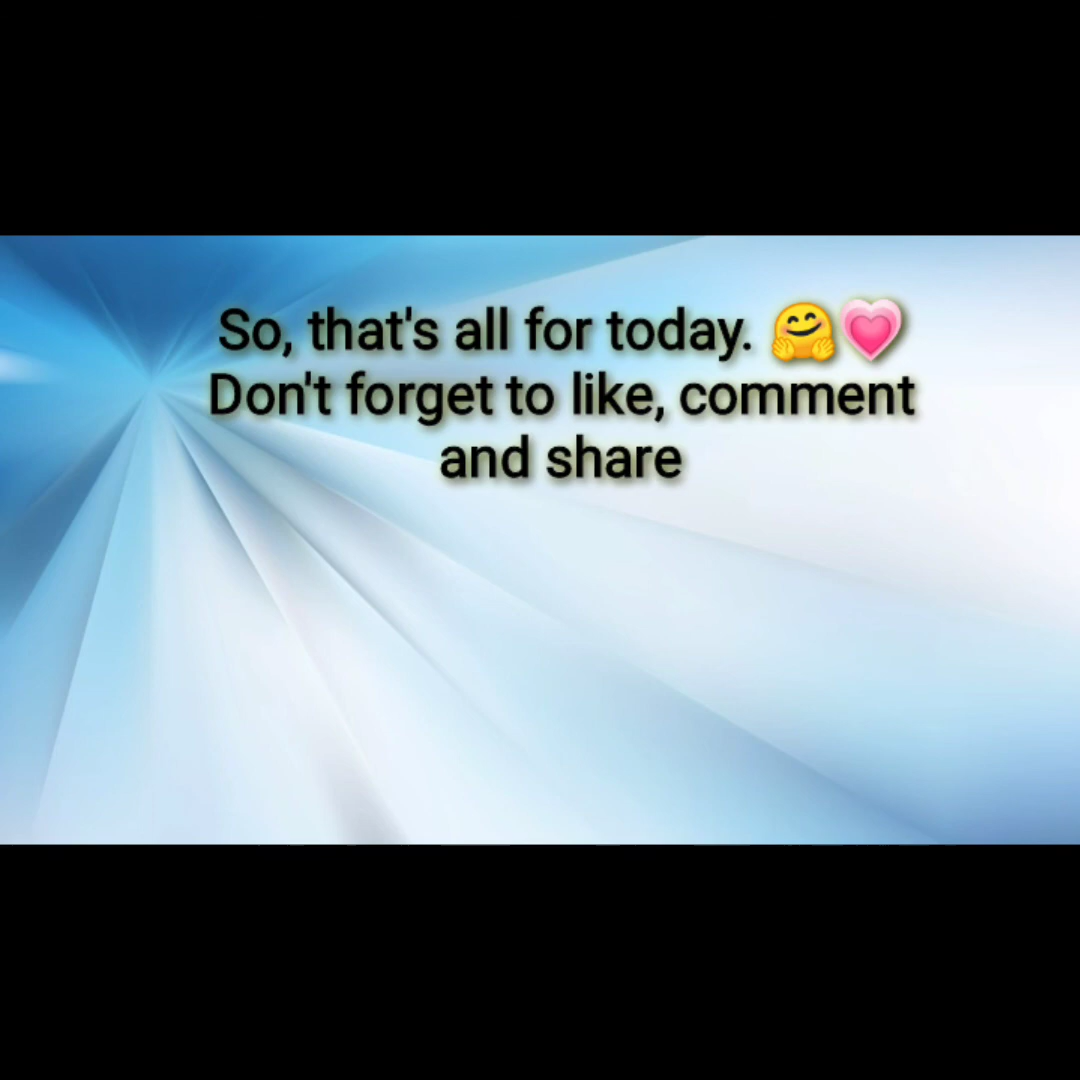 So, that's all for today. 🤗💗
Don't forget to like, comment
and share